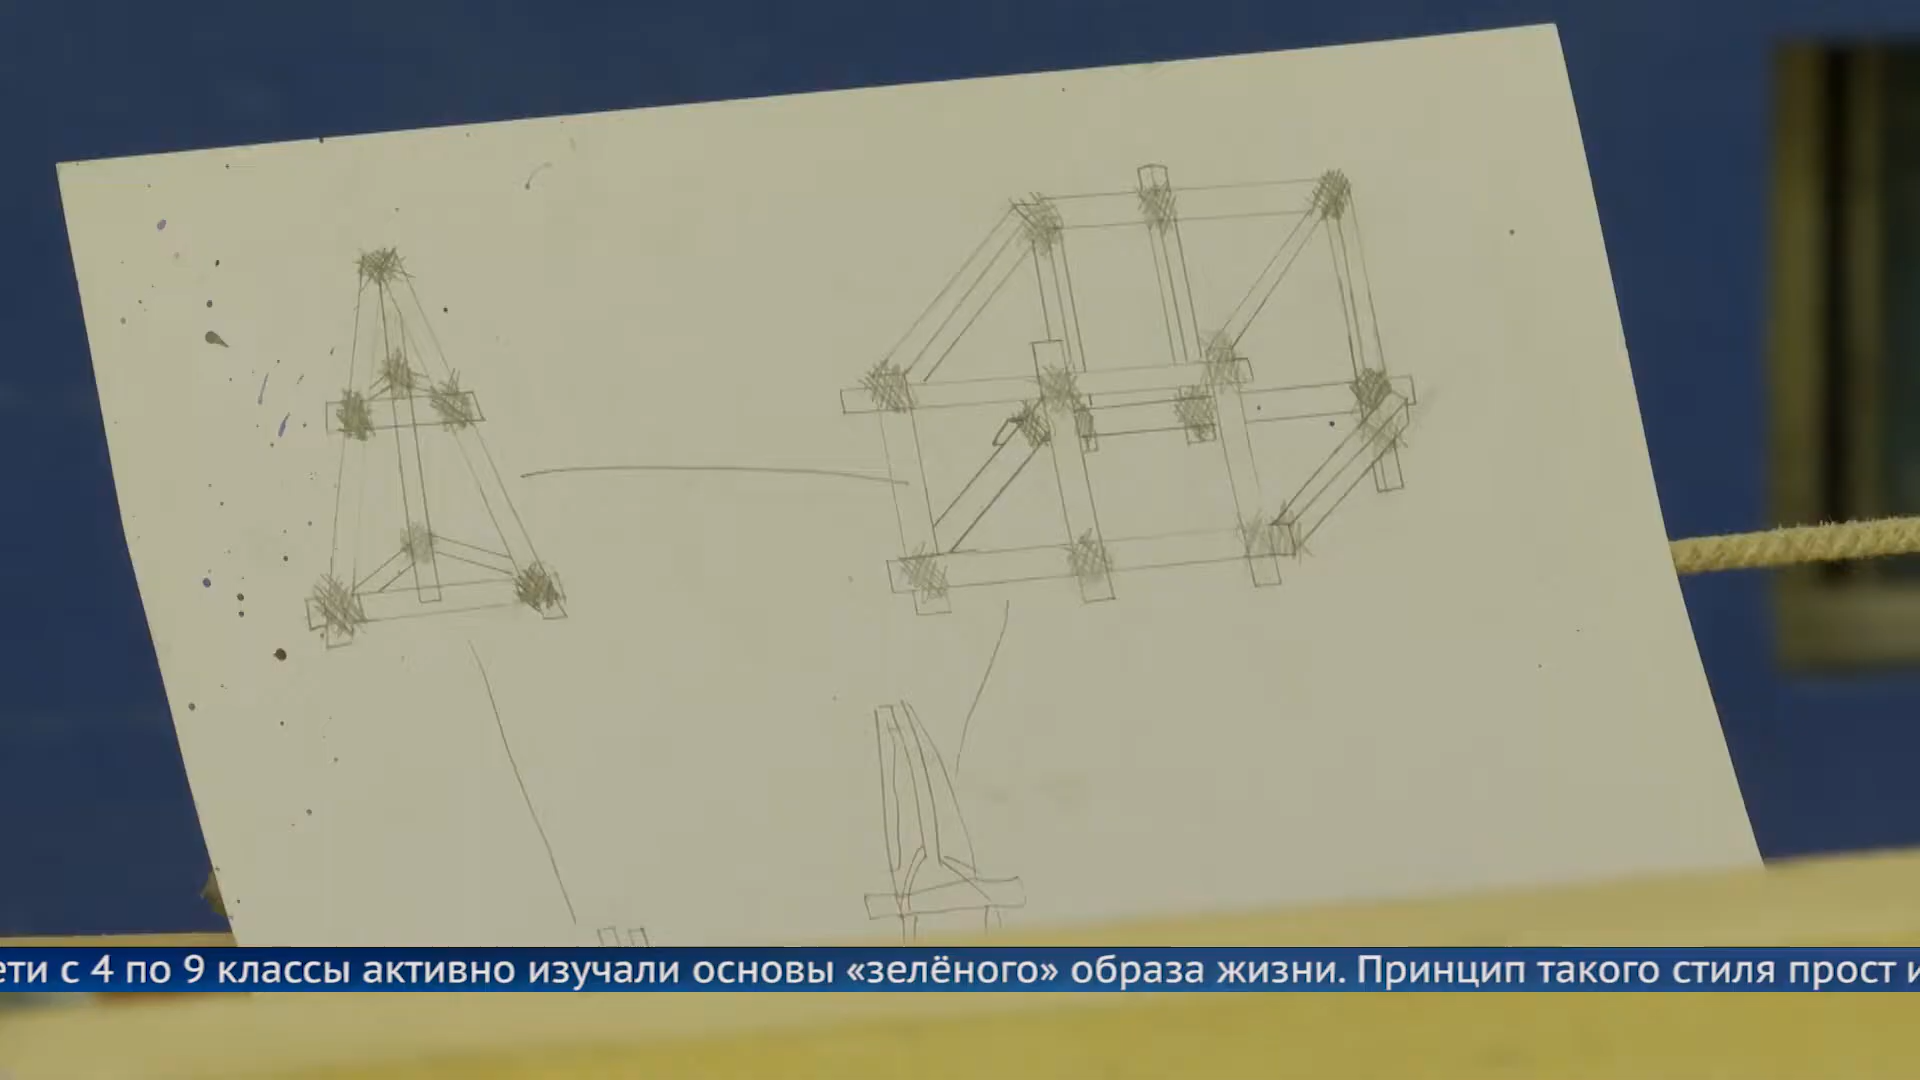 ети с 4 по 9 классы активно изучали основы «зелёного» образа жизни. Принцип такого стиля прост и